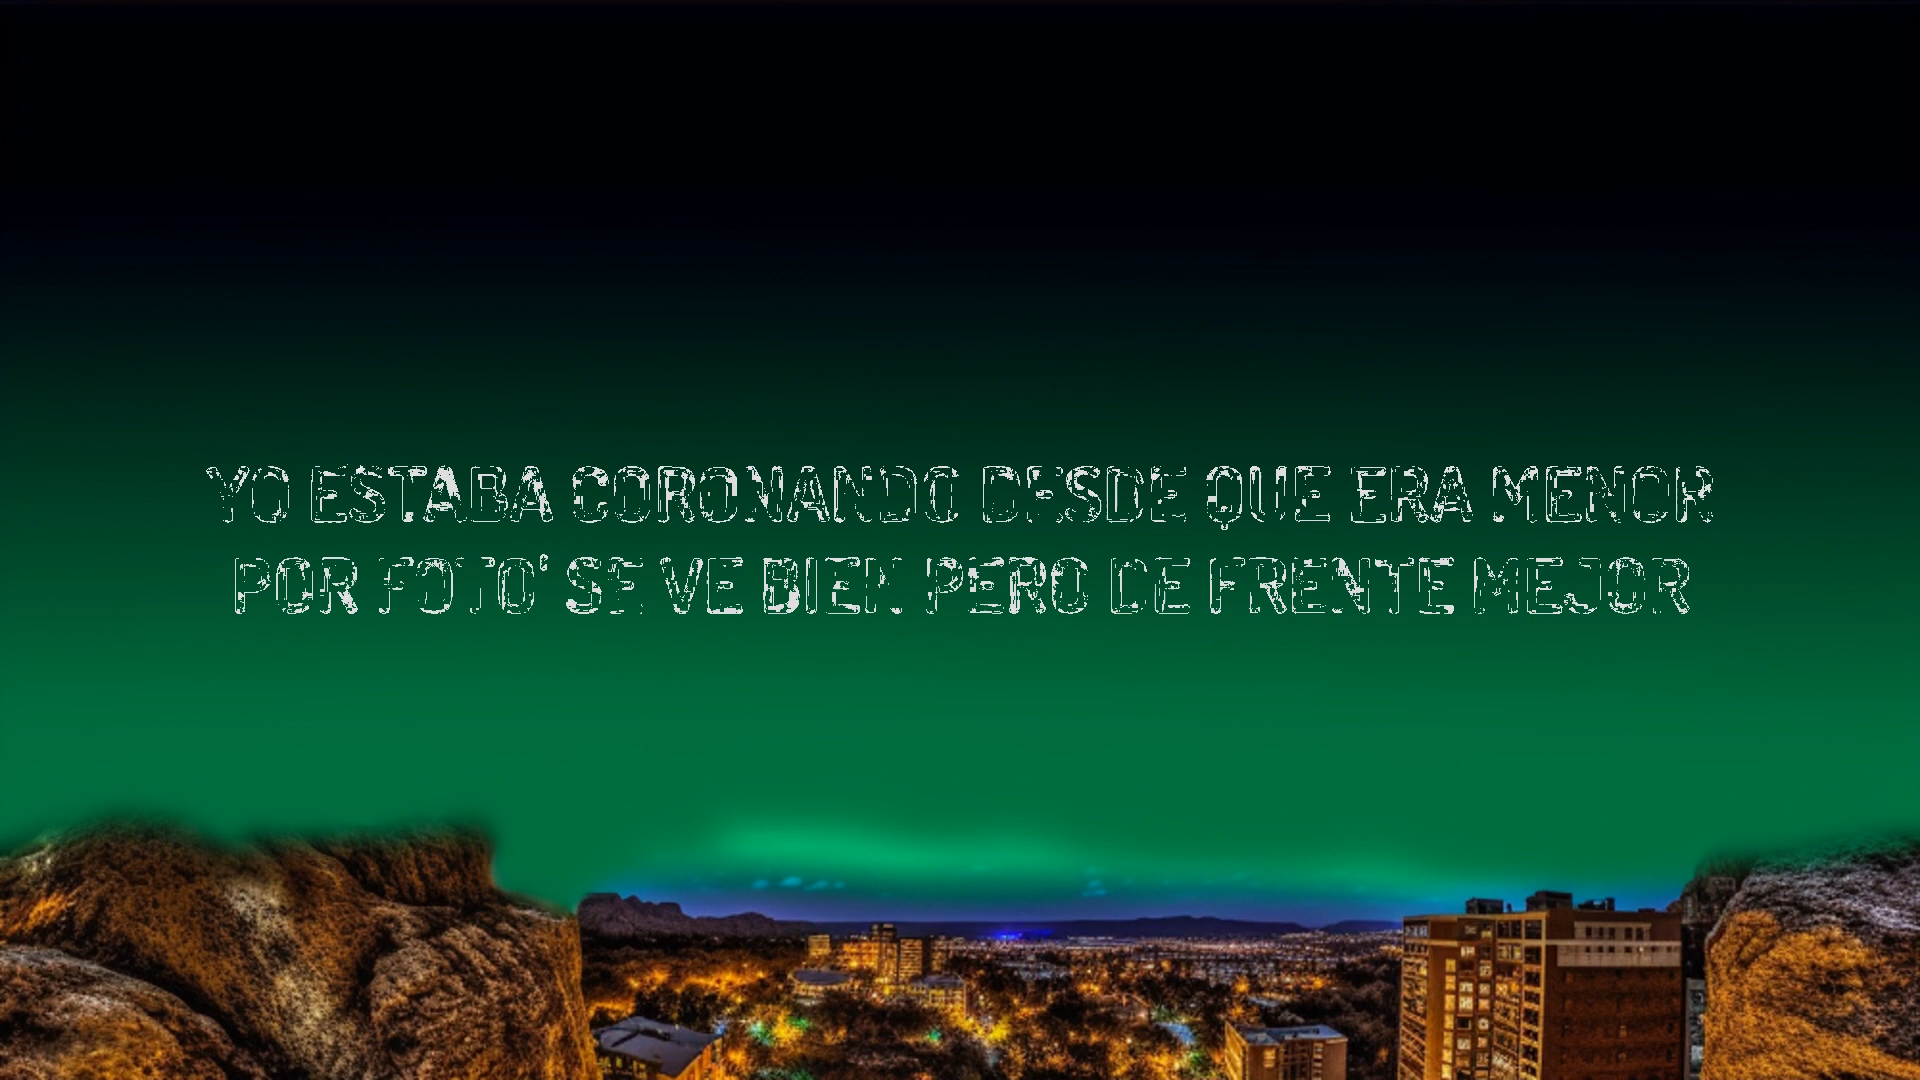 YO ESTABA CORONANDO DESDE QUE ERA MENOR
POR FOTO' SE VE BIEN PERO DE FRENTE MEJOR